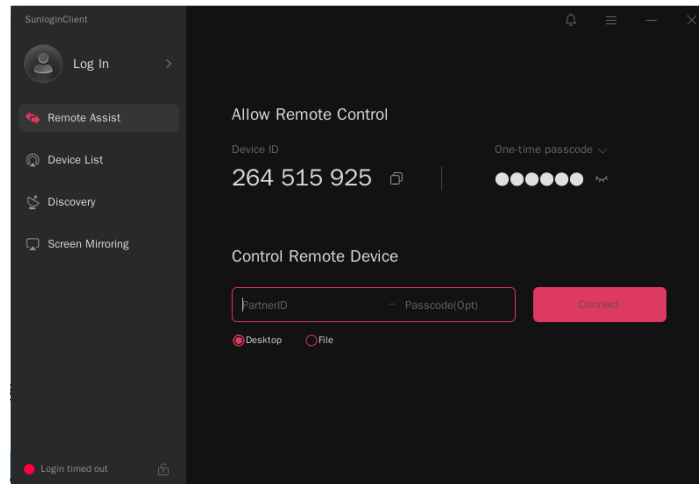 SunloginClient
Log In
Remote Assist
Device List
Discovery
Screen Mirroring
Login timed out
Allow Remote Control
Device ID
One-time passcode
264 515 925
Control Remote Device
PartnerID – Passcode(Opt)
Connect
Desktop File